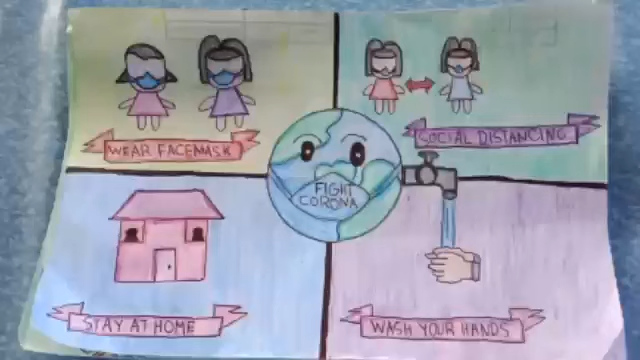 WEAR FACEMASK
SOCIAL DISTANCING
FIGHT
CORONA
STAY AT HOME
WASH YOUR HANDS